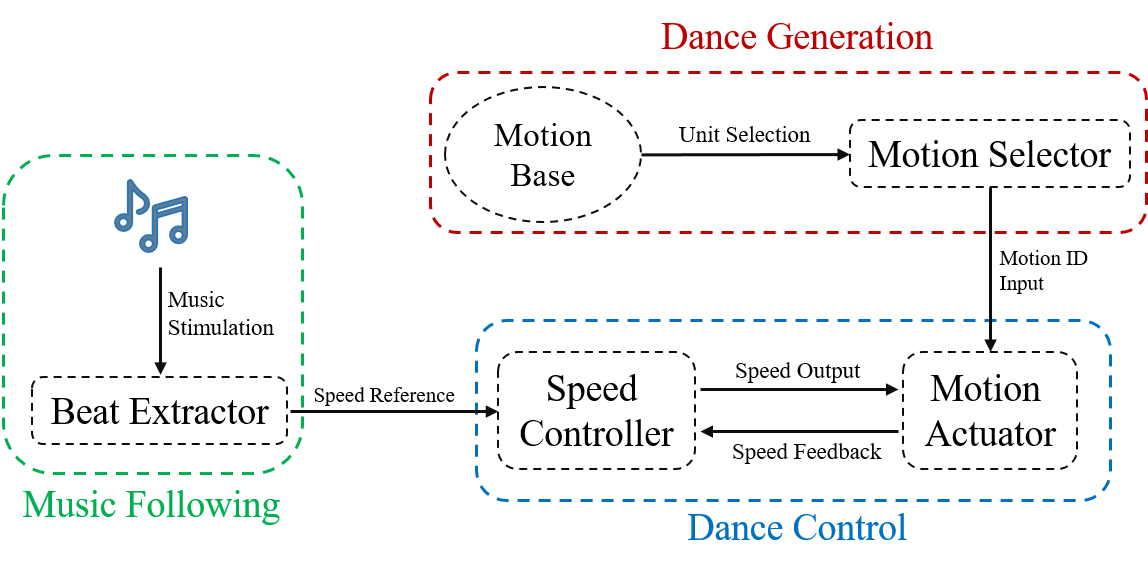 Dance Generation
Motion
Base
Unit Selection
Motion Selector
Motion ID
Input
Music
Stimulation
Beat Extractor
Speed Reference
Speed
Controller
Speed Output
Speed Feedback
Motion
Actuator
Music Following
Dance Control